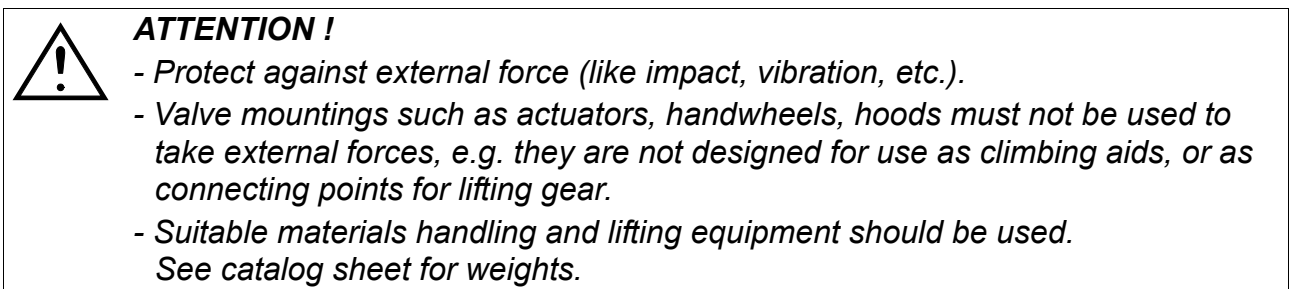 ATTENTION !
- Protect against external force (like impact, vibration, etc.).
- Valve mountings such as actuators, handwheels, hoods must not be used to
take external forces, e.g. they are not designed for use as climbing aids, or as
connecting points for lifting gear.
- Suitable materials handling and lifting equipment should be used.
See catalog sheet for weights.